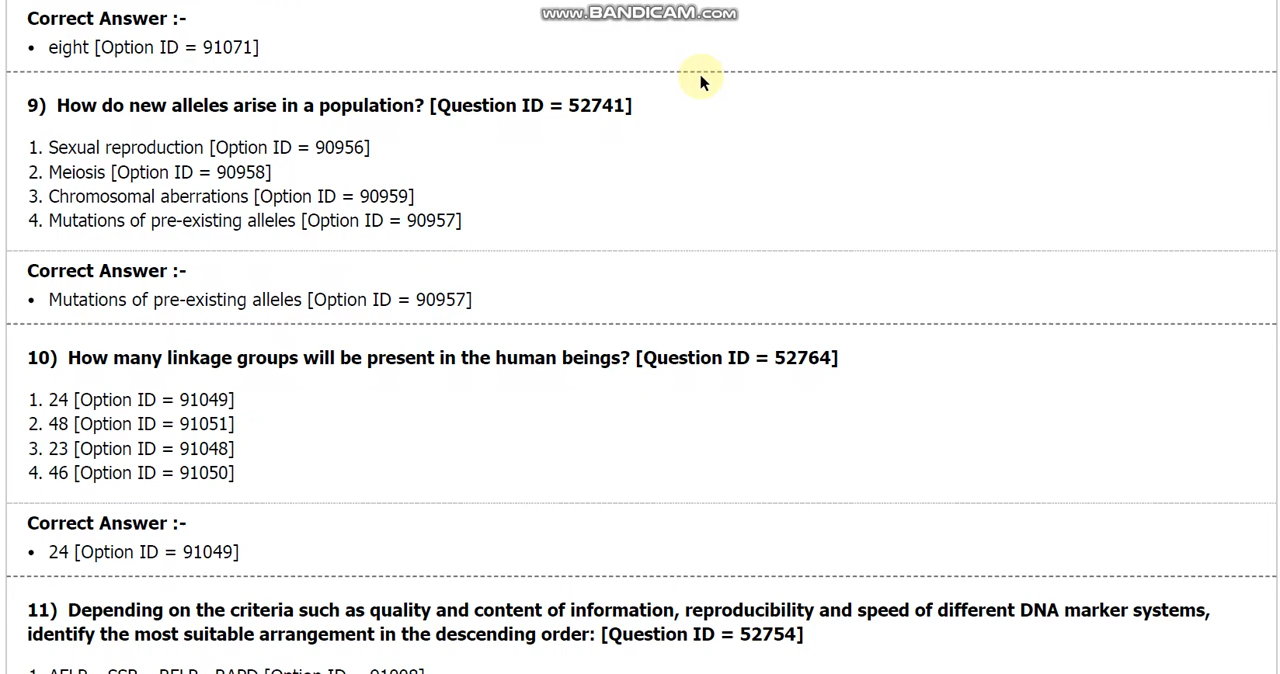 www.BANDICAM.com
Correct Answer :-
• eight [Option ID = 91071]
9) How do new alleles arise in a population? [Question ID = 52741]
1. Sexual reproduction [Option ID = 90956]
2. Meiosis [Option ID = 90958]
3. Chromosomal aberrations [Option ID = 90959]
4. Mutations of pre-existing alleles [Option ID = 90957]
Correct Answer :-
• Mutations of pre-existing alleles [Option ID = 90957]
10) How many linkage groups will be present in the human beings? [Question ID = 52764]
1. 24 [Option ID = 91049]
2. 48 [Option ID = 91051]
3. 23 [Option ID = 91048]
4. 46 [Option ID = 91050]
Correct Answer :-
• 24 [Option ID = 91049]
11) Depending on the criteria such as quality and content of information, reproducibility and speed of different DNA marker systems,
identify the most suitable arrangement in the descending order: [Question ID = 52754]